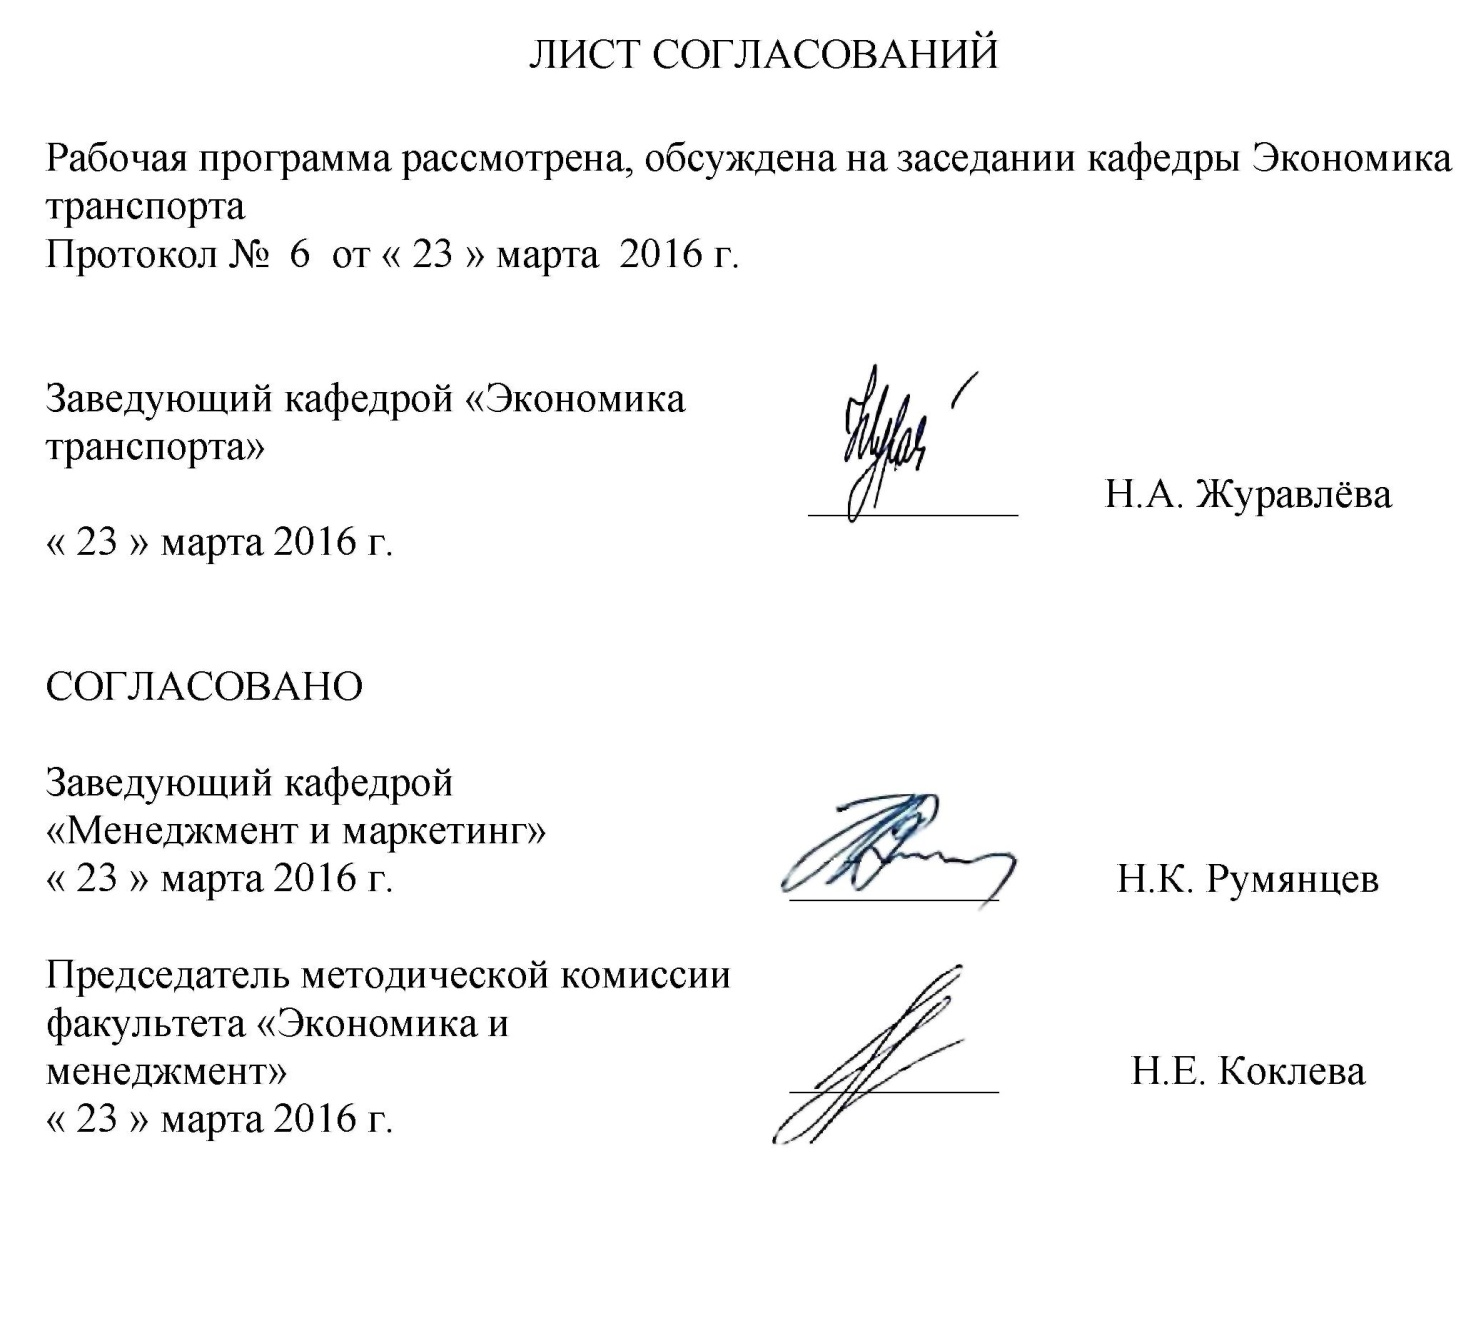 ЛИСТ СОГЛАСОВАНИЙ
Рабочая программа рассмотрена, обсуждена на заседании кафедры Экономика
транспорта
Протокол № 6 от « 23 » марта 2016 г.
Заведующий кафедрой «Экономика
транспорта»
Н.А. Журавлёва
« 23 » марта 2016 г.
СОГЛАСОВАНО
Заведующий кафедрой
«Менеджмент и маркетинг»
« 23 » марта 2016 г. Н.К. Румянцев
Председатель методической комиссии
факультета «Экономика и
менеджмент» Н.Е. Коклева
« 23 » марта 2016 г.